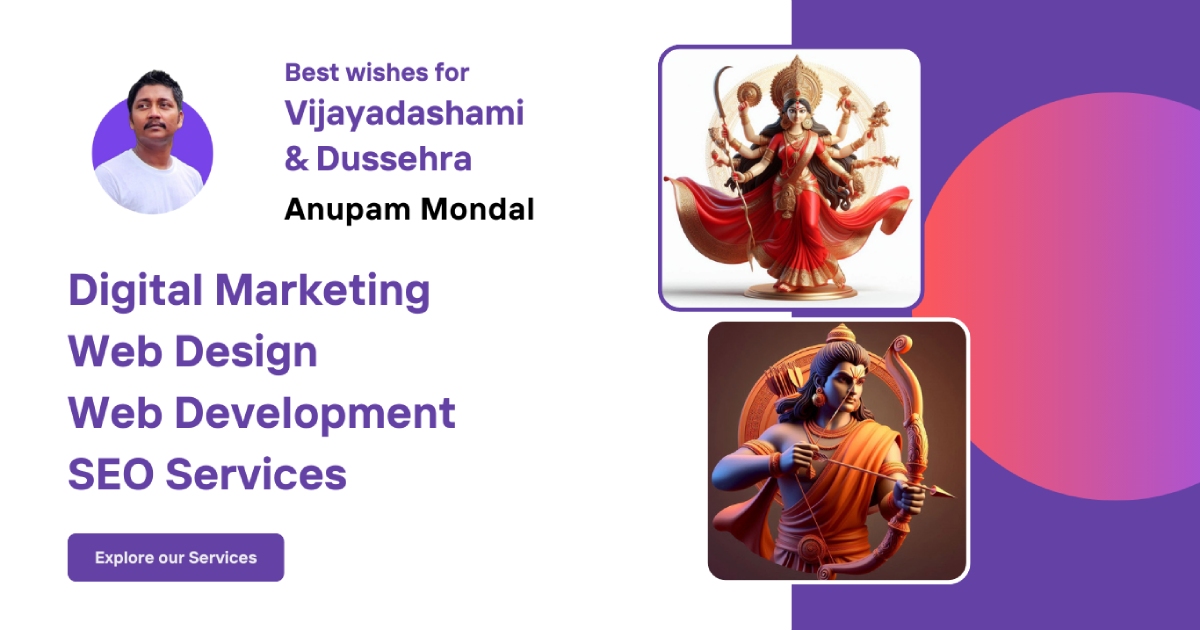 Best wishes for
Vijayadashami
& Dussehra
Anupam Mondal
Digital Marketing
Web Design
Web Development
SEO Services
Explore our Services